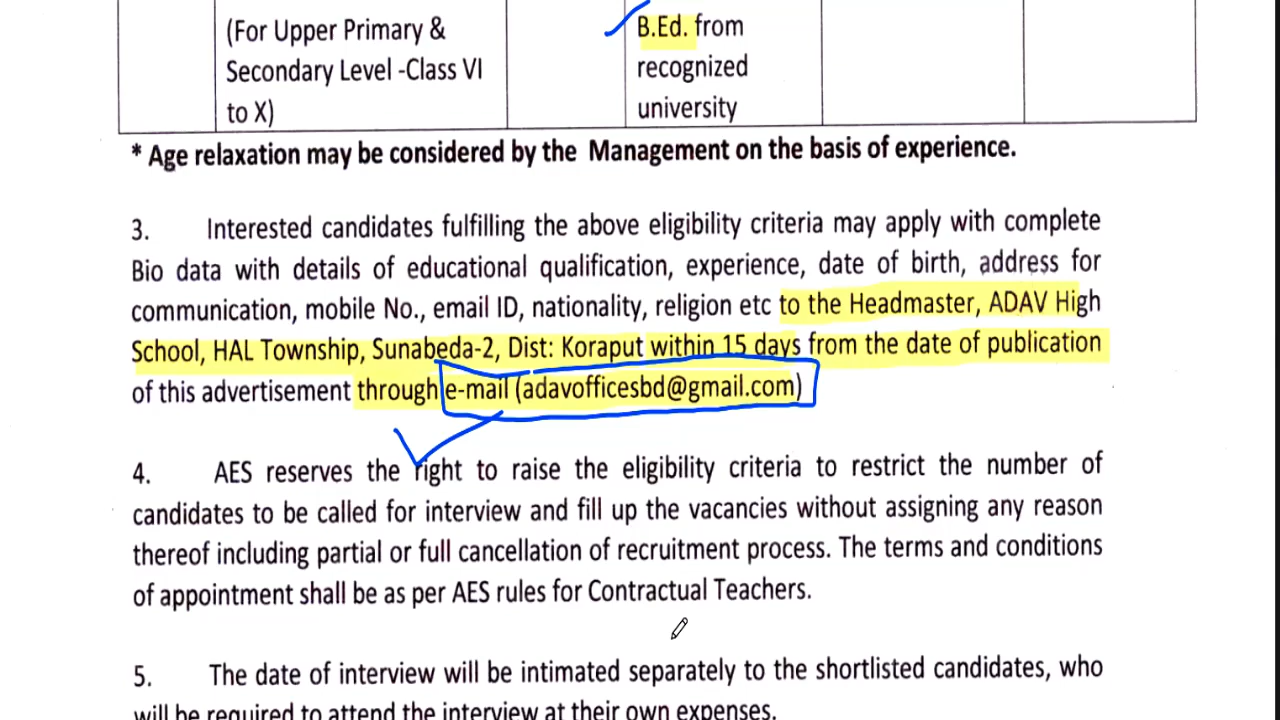 (For Upper Primary &
Secondary Level -Class VI
to X)
B.Ed. from
recognized
university
* Age relaxation may be considered by the Management on the basis of experience.
3. Interested candidates fulfilling the above eligibility criteria may apply with complete
Bio data with details of educational qualification, experience, date of birth, address for
communication, mobile No., email ID, nationality, religion etc to the Headmaster, ADAV High
School, HAL Township, Sunabeda-2, Dist: Koraput within 15 days from the date of publication
of this advertisement through e-mail (adavofficesbd@gmail.com)
4. AES reserves the right to raise the eligibility criteria to restrict the number of
candidates to be called for interview and fill up the vacancies without assigning any reason
thereof including partial or full cancellation of recruitment process. The terms and conditions
of appointment shall be as per AES rules for Contractual Teachers.
5. The date of interview will be intimated separately to the shortlisted candidates, who
will be required to attend the interview at their own expenses.